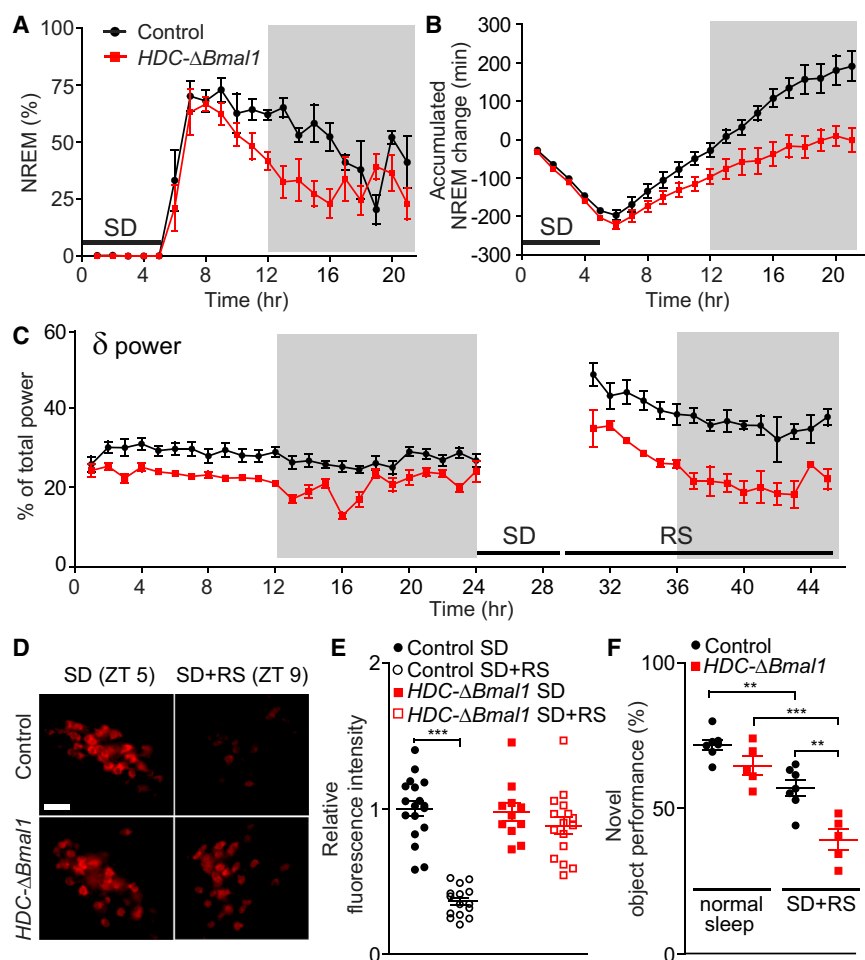 A
Control
HDC-ΔBmal1
NREM (%)
100
75
50
25
0
SD
0 4 8 12 16 20
Time (hr)
B
Accumulated
NREM change (min)
300
200
100
0
-100
-200
-300
SD
0 4 8 12 16 20
Time (hr)
C
δ power
% of total power
60
40
20
0
SD
RS
0 4 8 12 16 20 24 28 32 36 40 44
Time (hr)
D
SD (ZT 5) SD+RS (ZT 9)
Control
HDC-ΔBmal1
E
Control SD
Control SD+RS
HDC-ΔBmal1 SD
HDC-ΔBmal1 SD+RS
Relative
fluorescence intensity
2
1
0
***
F
Control
HDC-ΔBmal1
Novel
object performance (%)
100
50
0
**
***
**
normal
sleep
SD+RS